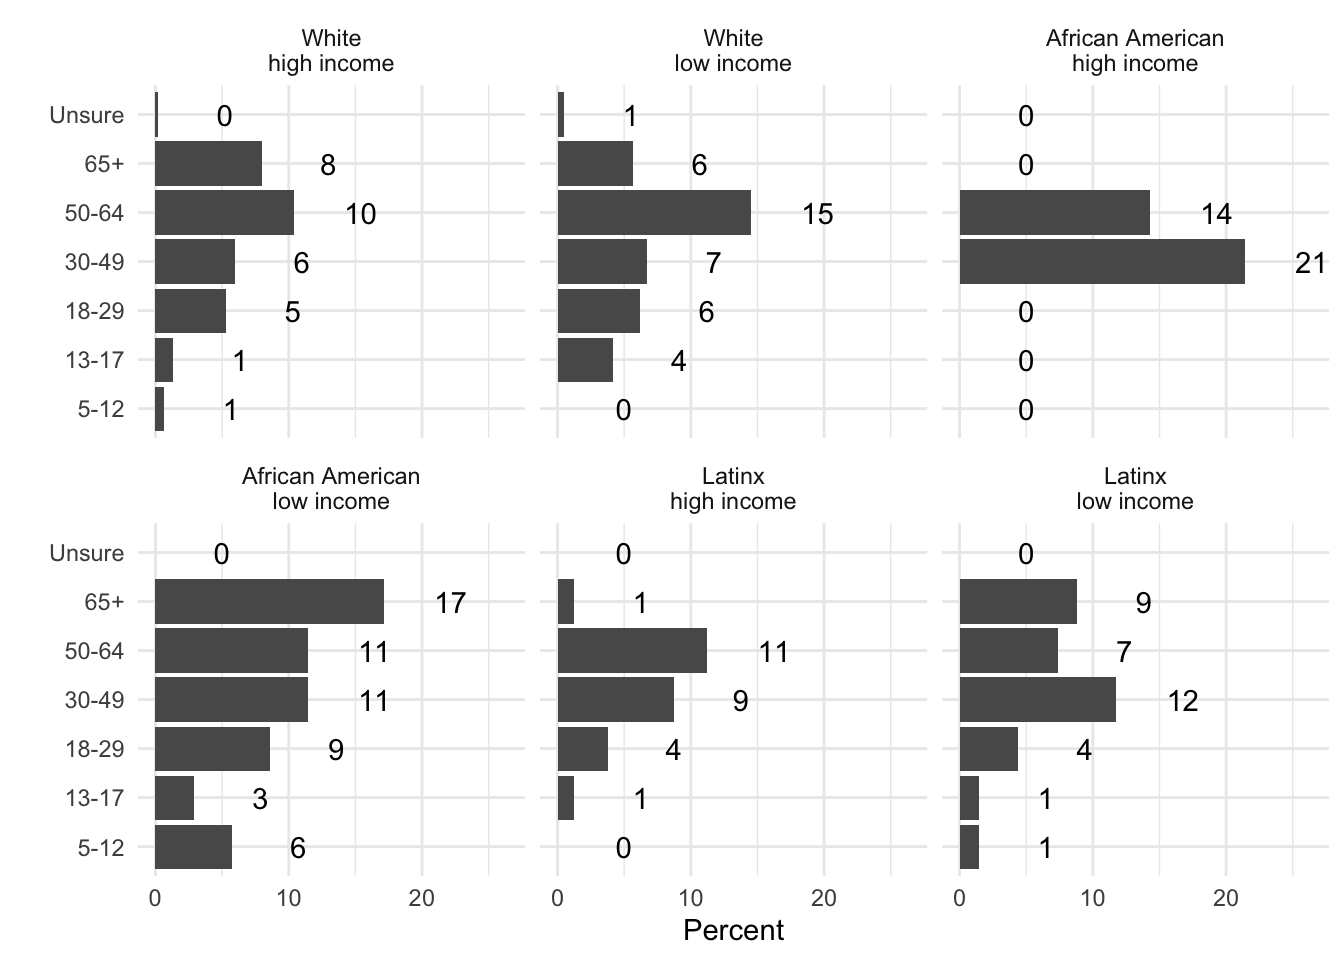 White
high income
White
low income
African American
high income
Unsure 0 1 0
65+ 8 6 0
50-64 10 15 14
30-49 6 7 21
18-29 5 6 0
13-17 1 4 0
5-12 1 0 0
African American
low income
Latinx
high income
Latinx
low income
Unsure 0 0 0
65+ 17 1 9
50-64 11 11 7
30-49 11 9 12
18-29 9 4 4
13-17 3 1 1
5-12 6 0 1
0 10 20 0 10 20 0 10 20
Percent